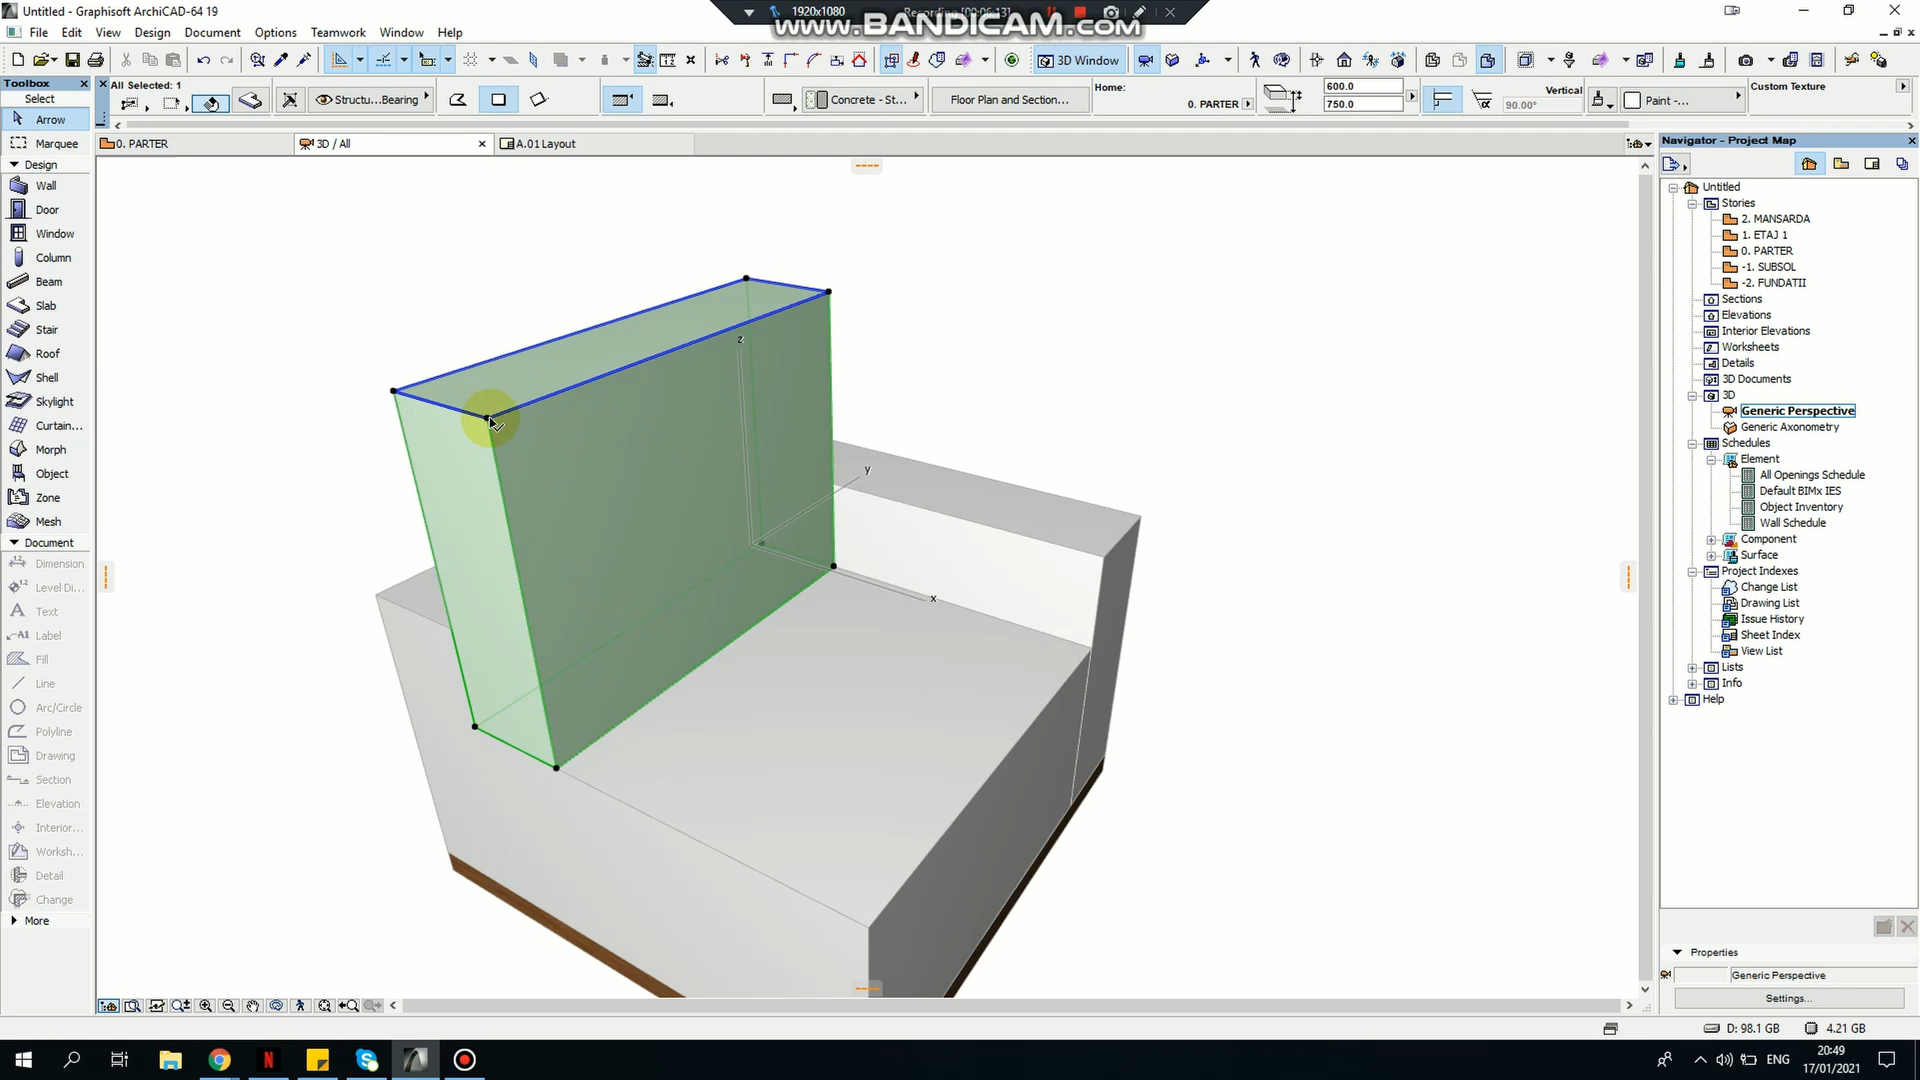 Untitled - Graphisoft ArchiCAD-64 19
1920x1080
Recording [00:06:13]
www.BANDICAM.com
File Edit View Design Document Options Teamwork Window Help
3D Window
Toolbox
Select
Arrow
Marquee
Design
Wall
Door
Window
Column
Beam
Slab
Stair
Roof
Shell
Skylight
Curtain...
Morph
Object
Zone
Mesh
Document
Dimension
Level Di...
Text
Label
Fill
Line
Arc/Circle
Polyline
Drawing
Section
Elevation
Interior...
Worksh...
Detail
Change
More
All Selected: 1
Structu...Bearing
Concrete - St...
Floor Plan and Section...
Home:
0. PARTER
600.0
750.0
Vertical
90.00°
Paint -...
Custom Texture
0. PARTER
3D / All
A.01 Layout
z
y
x
Navigator - Project Map
Untitled
Stories
2. MANSARDA
1. ETAJ 1
0. PARTER
-1. SUBSOL
-2. FUNDATII
Sections
Elevations
Interior Elevations
Worksheets
Details
3D Documents
3D
Generic Perspective
Generic Axonometry
Schedules
Element
All Openings Schedule
Default BIMx IES
Object Inventory
Wall Schedule
Component
Surface
Project Indexes
Change List
Drawing List
Issue History
Sheet Index
View List
Lists
Info
Help
Properties
Generic Perspective
Settings...
D: 98.1 GB
4.21 GB
ENG
20:49
17/01/2021